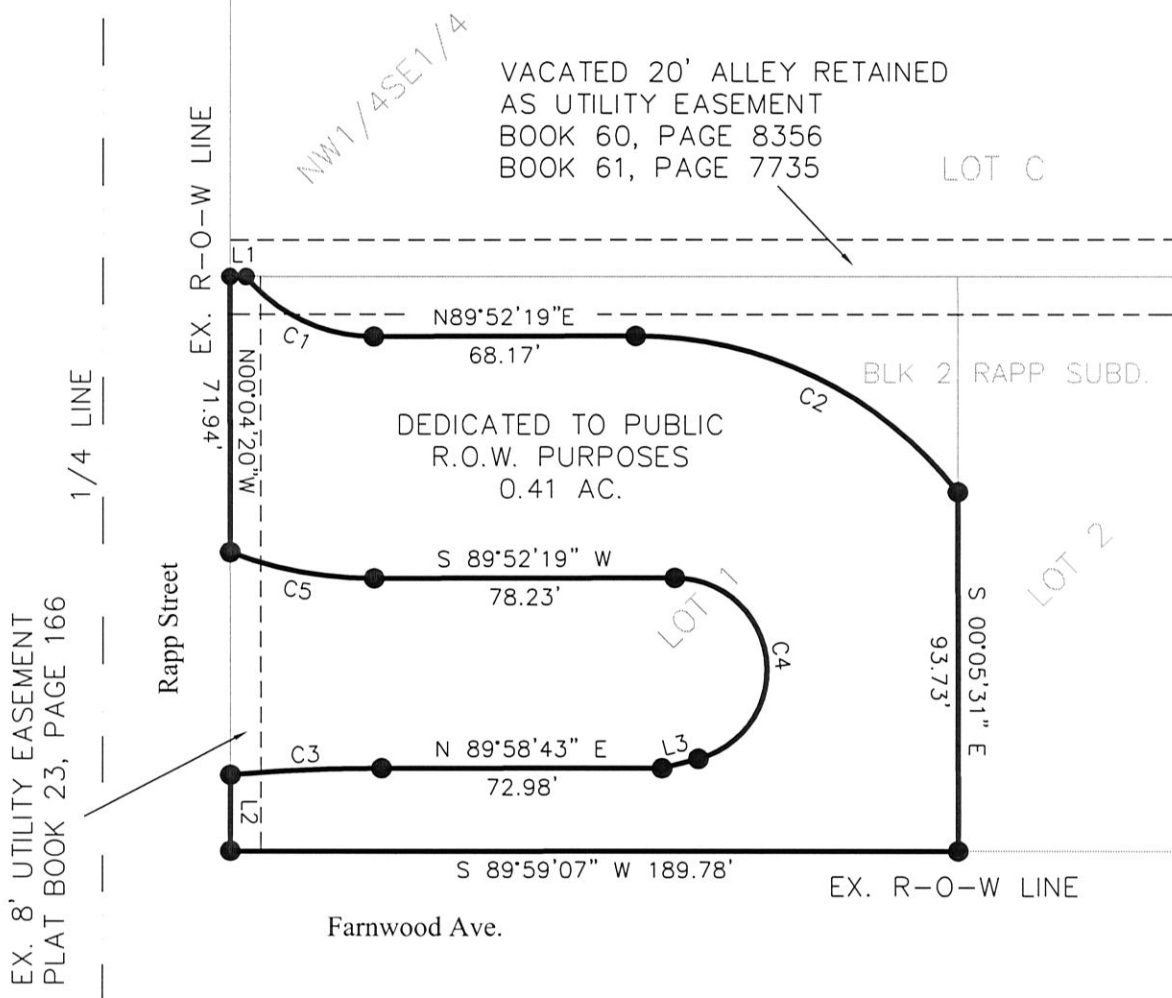 NW1/4SE1/4
VACATED 20' ALLEY RETAINED
AS UTILITY EASEMENT
BOOK 60, PAGE 8356
BOOK 61, PAGE 7735
LOT C
EX. R-O-W LINE
L1
C1
N89°52'19"E
68.17'
C2
BLK 2 RAPP SUBD.
1/4 LINE
71.94'
N00°04'20"W
DEDICATED TO PUBLIC
R.O.W. PURPOSES
0.41 AC.
C5
S 89°52'19" W
78.23'
LOT 1
C4
LOT 2
S 00°05'31" E
93.73'
Rapp Street
EX. 8' UTILITY EASEMENT
PLAT BOOK 23, PAGE 166
C3
N 89°58'43" E
72.98'
L3
L2
S 89°59'07" W 189.78'
EX. R-O-W LINE
Farnwood Ave.